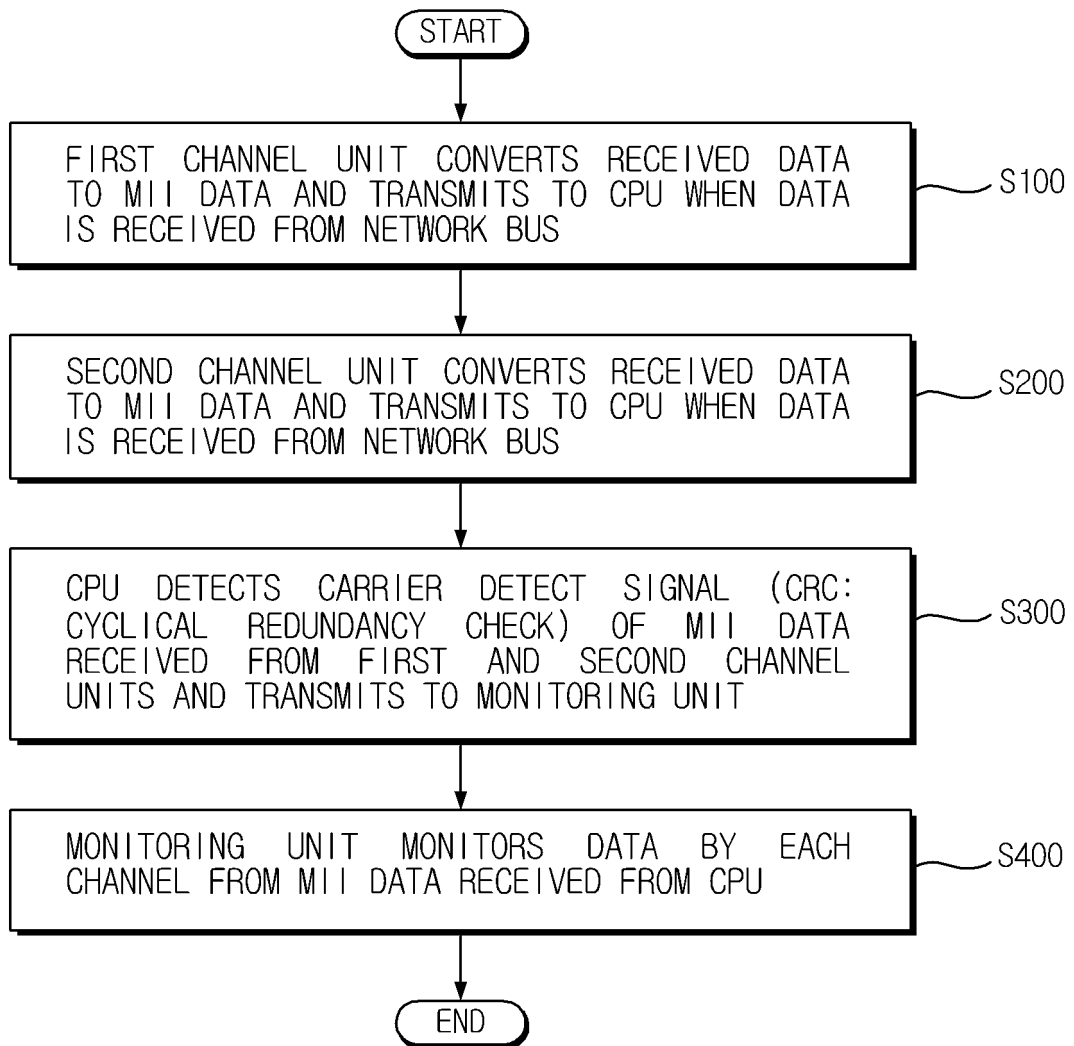 START
FIRST CHANNEL UNIT CONVERTS RECEIVED DATA
TO MII DATA AND TRANSMITS TO CPU WHEN DATA
IS RECEIVED FROM NETWORK BUS
S100
SECOND CHANNEL UNIT CONVERTS RECEIVED DATA
TO MII DATA AND TRANSMITS TO CPU WHEN DATA
IS RECEIVED FROM NETWORK BUS
S200
CPU DETECTS CARRIER DETECT SIGNAL (CRC:
CYCLICAL REDUNDANCY CHECK) OF MII DATA
RECEIVED FROM FIRST AND SECOND CHANNEL
UNITS AND TRANSMITS TO MONITORING UNIT
S300
MONITORING UNIT MONITORS DATA BY EACH
CHANNEL FROM MII DATA RECEIVED FROM CPU
S400
END